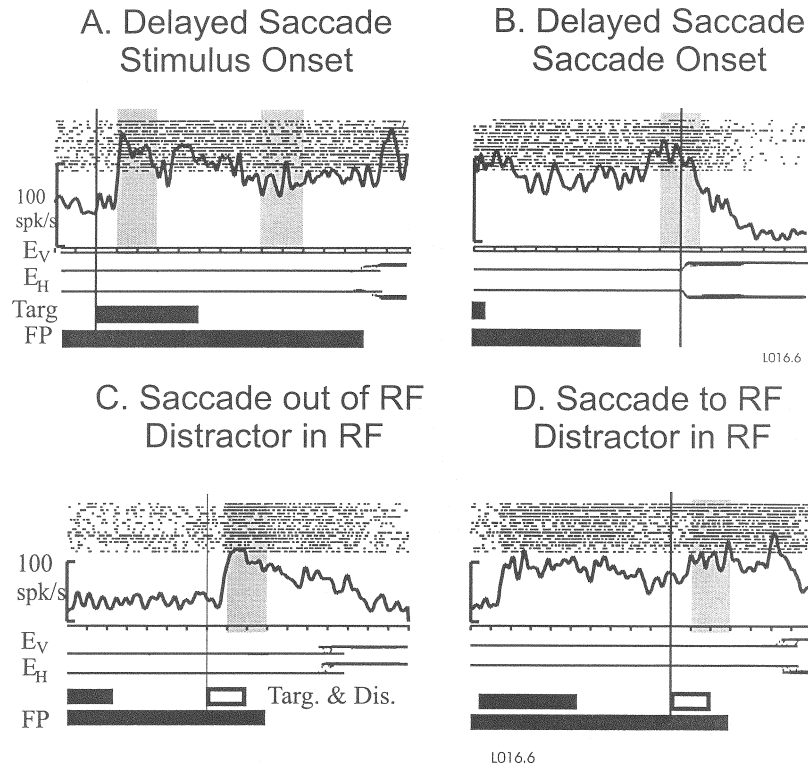 A. Delayed Saccade
Stimulus Onset
B. Delayed Saccade
Saccade Onset
100
spk/s
EV
EH
Targ
FP
L016.6
C. Saccade out of RF
Distractor in RF
D. Saccade to RF
Distractor in RF
100
spk/s
EV
EH
Targ. & Dis.
FP
L016.6